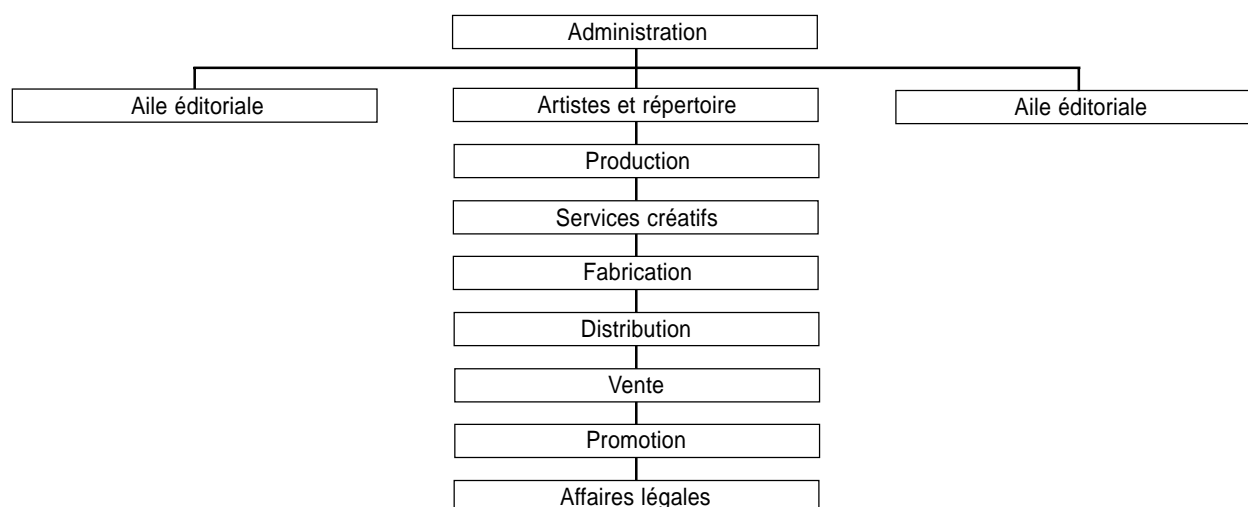 Administration
Aile éditoriale
Artistes et répertoire
Aile éditoriale
Production
Services créatifs
Fabrication
Distribution
Vente
Promotion
Affaires légales